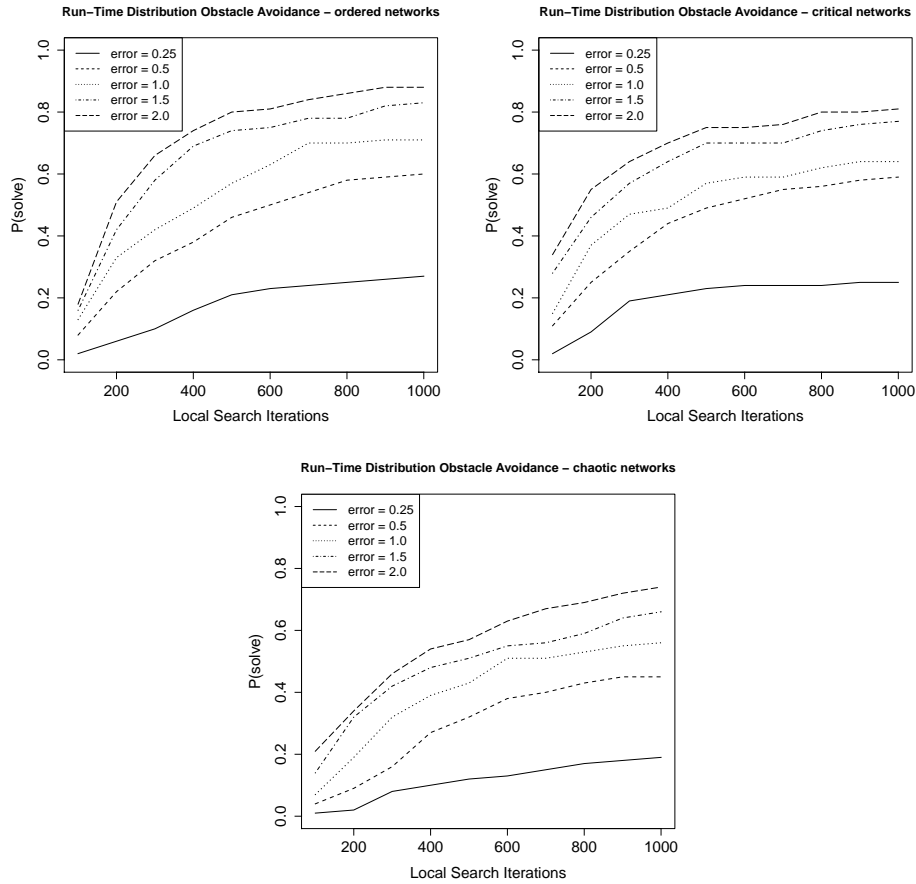 Run−Time Distribution Obstacle Avoidance − ordered networks
error = 0.25
error = 0.5
error = 1.0
error = 1.5
error = 2.0
P(solve)
0.0
0.2
0.4
0.6
0.8
1.0
200 400 600 800 1000
Local Search Iterations
Run−Time Distribution Obstacle Avoidance − critical networks
error = 0.25
error = 0.5
error = 1.0
error = 1.5
error = 2.0
P(solve)
0.0
0.2
0.4
0.6
0.8
1.0
200 400 600 800 1000
Local Search Iterations
Run−Time Distribution Obstacle Avoidance − chaotic networks
error = 0.25
error = 0.5
error = 1.0
error = 1.5
error = 2.0
P(solve)
0.0
0.2
0.4
0.6
0.8
1.0
200 400 600 800 1000
Local Search Iterations